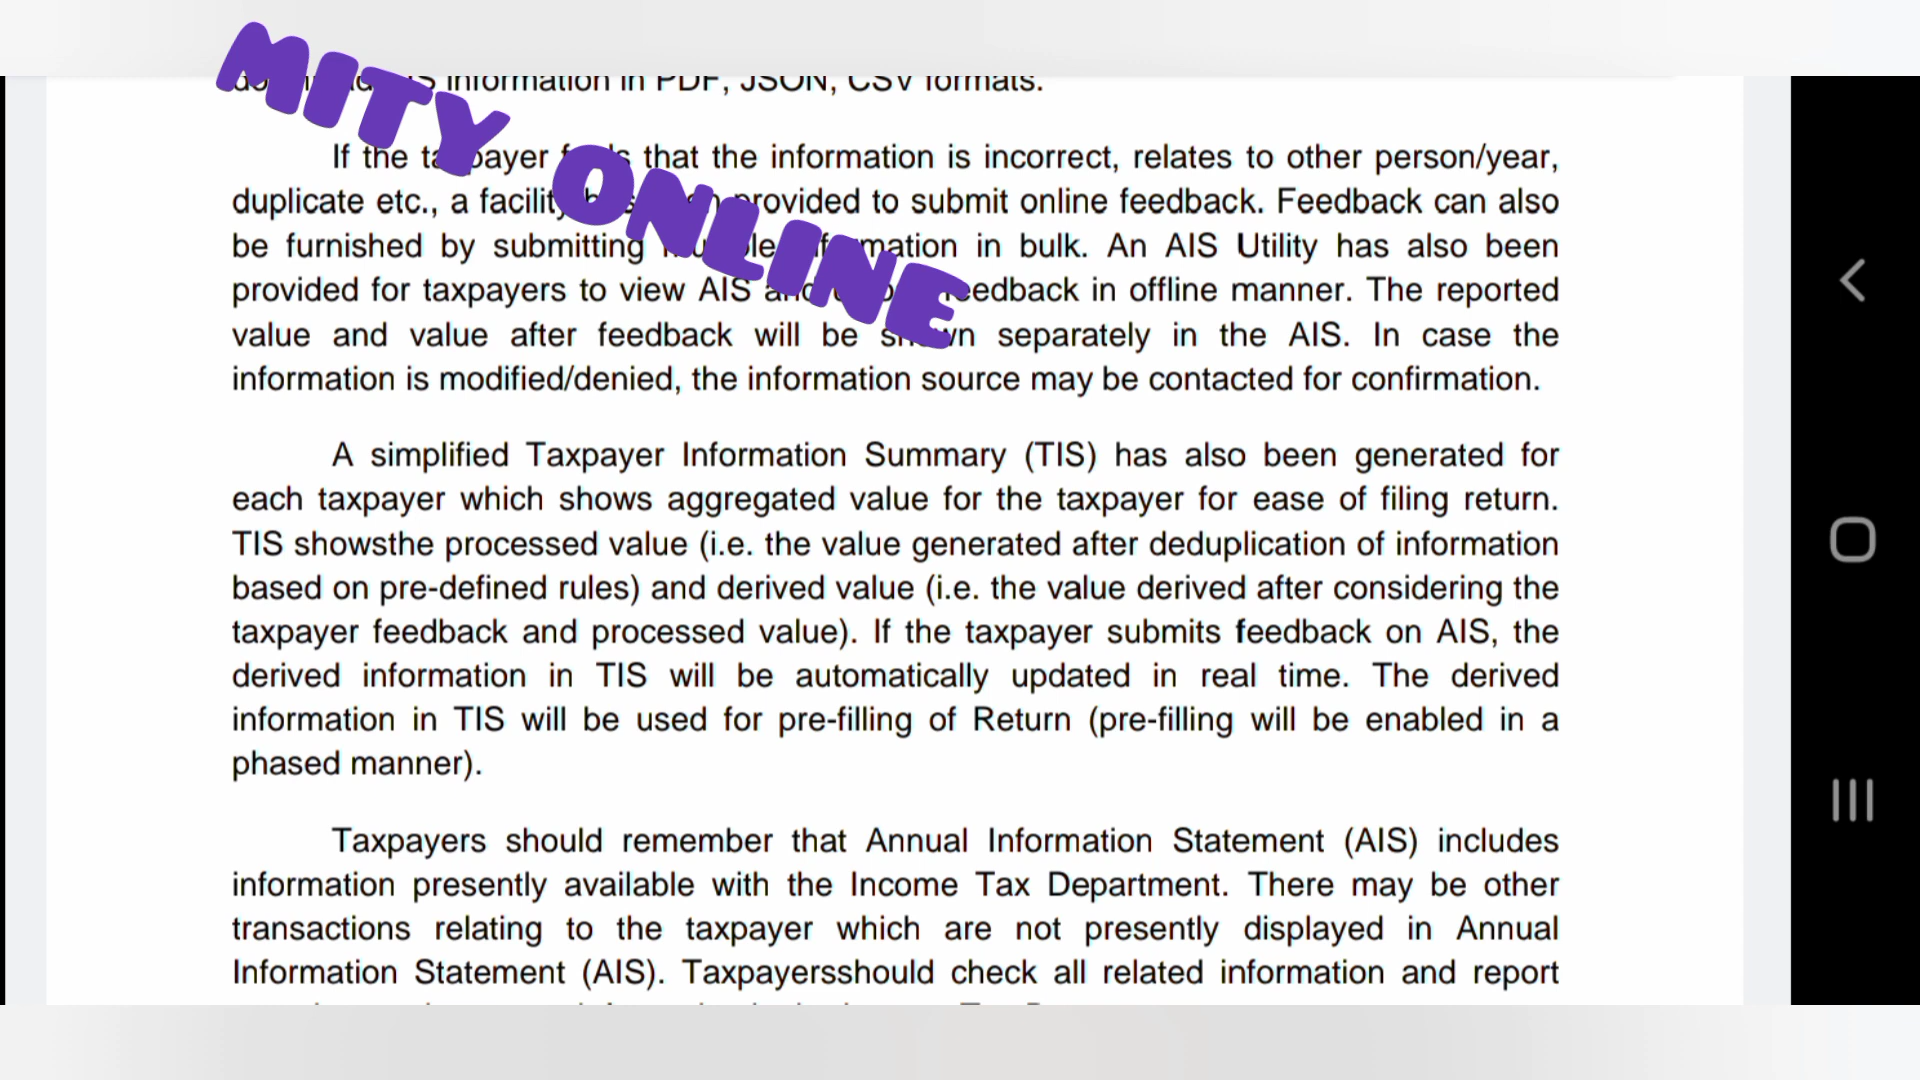 MITY ONLINE
information in PDF, JSON, CSV formats.
If the taxpayer that the information is incorrect, relates to other person/year,
duplicate etc., a facility provided to submit online feedback. Feedback can also
be furnished by submitting information in bulk. An AIS Utility has also been
provided for taxpayers to view AIS and feedback in offline manner. The reported
value and value after feedback will be shown separately in the AIS. In case the
information is modified/denied, the information source may be contacted for confirmation.
A simplified Taxpayer Information Summary (TIS) has also been generated for
each taxpayer which shows aggregated value for the taxpayer for ease of filing return.
TIS showsthe processed value (i.e. the value generated after deduplication of information
based on pre-defined rules) and derived value (i.e. the value derived after considering the
taxpayer feedback and processed value). If the taxpayer submits feedback on AIS, the
derived information in TIS will be automatically updated in real time. The derived
information in TIS will be used for pre-filling of Return (pre-filling will be enabled in a
phased manner).
Taxpayers should remember that Annual Information Statement (AIS) includes
information presently available with the Income Tax Department. There may be other
transactions relating to the taxpayer which are not presently displayed in Annual
Information Statement (AIS). Taxpayersshould check all related information and report